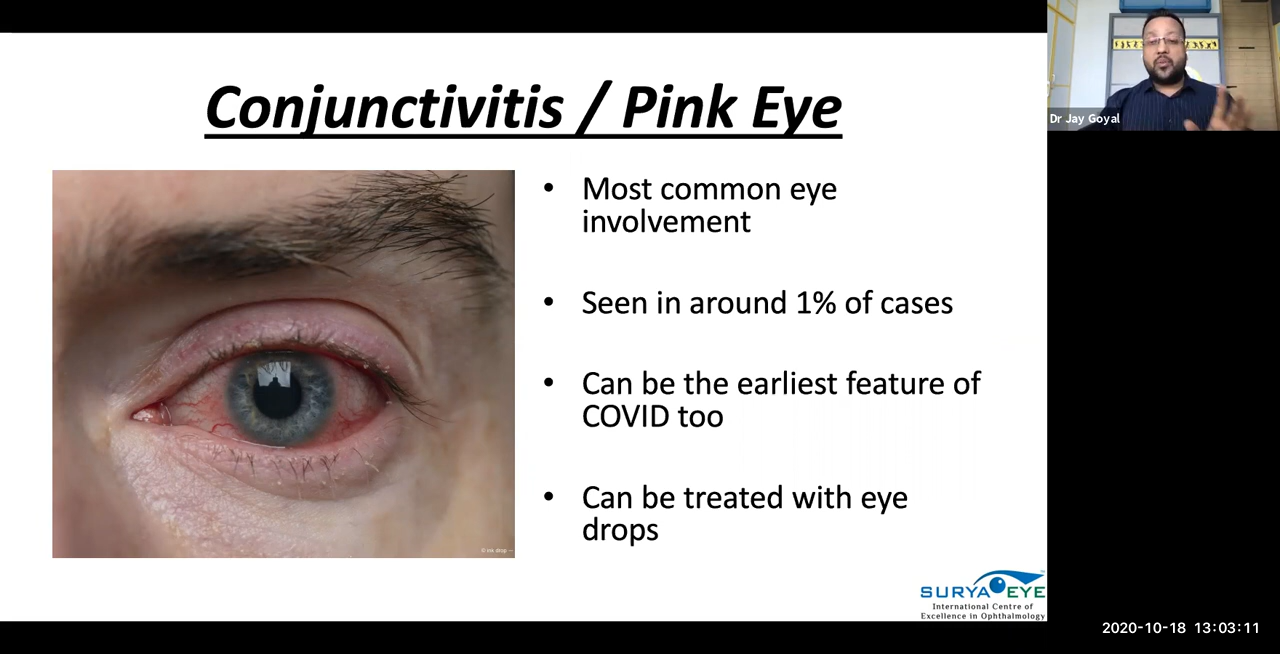 Conjunctivitis / Pink Eye
• Most common eye
involvement
• Seen in around 1% of cases
• Can be the earliest feature of
COVID too
• Can be treated with eye
drops
© ink drop —
SURYA EYE
International Centre of
Excellence in Ophthalmology
Dr Jay Goyal
2020-10-18 13:03:11